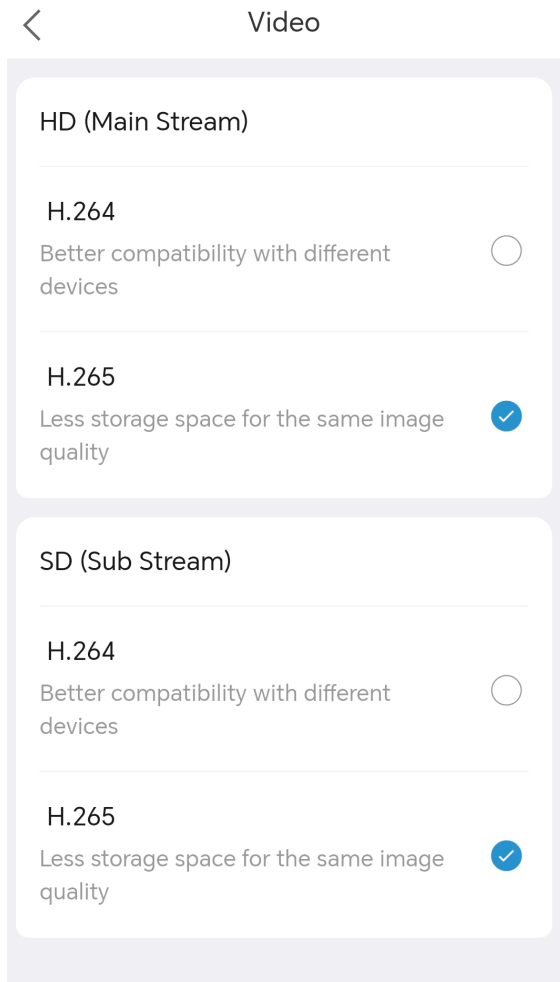 Video
HD (Main Stream)
H.264
Better compatibility with different
devices
H.265
Less storage space for the same image
quality
SD (Sub Stream)
H.264
Better compatibility with different
devices
H.265
Less storage space for the same image
quality